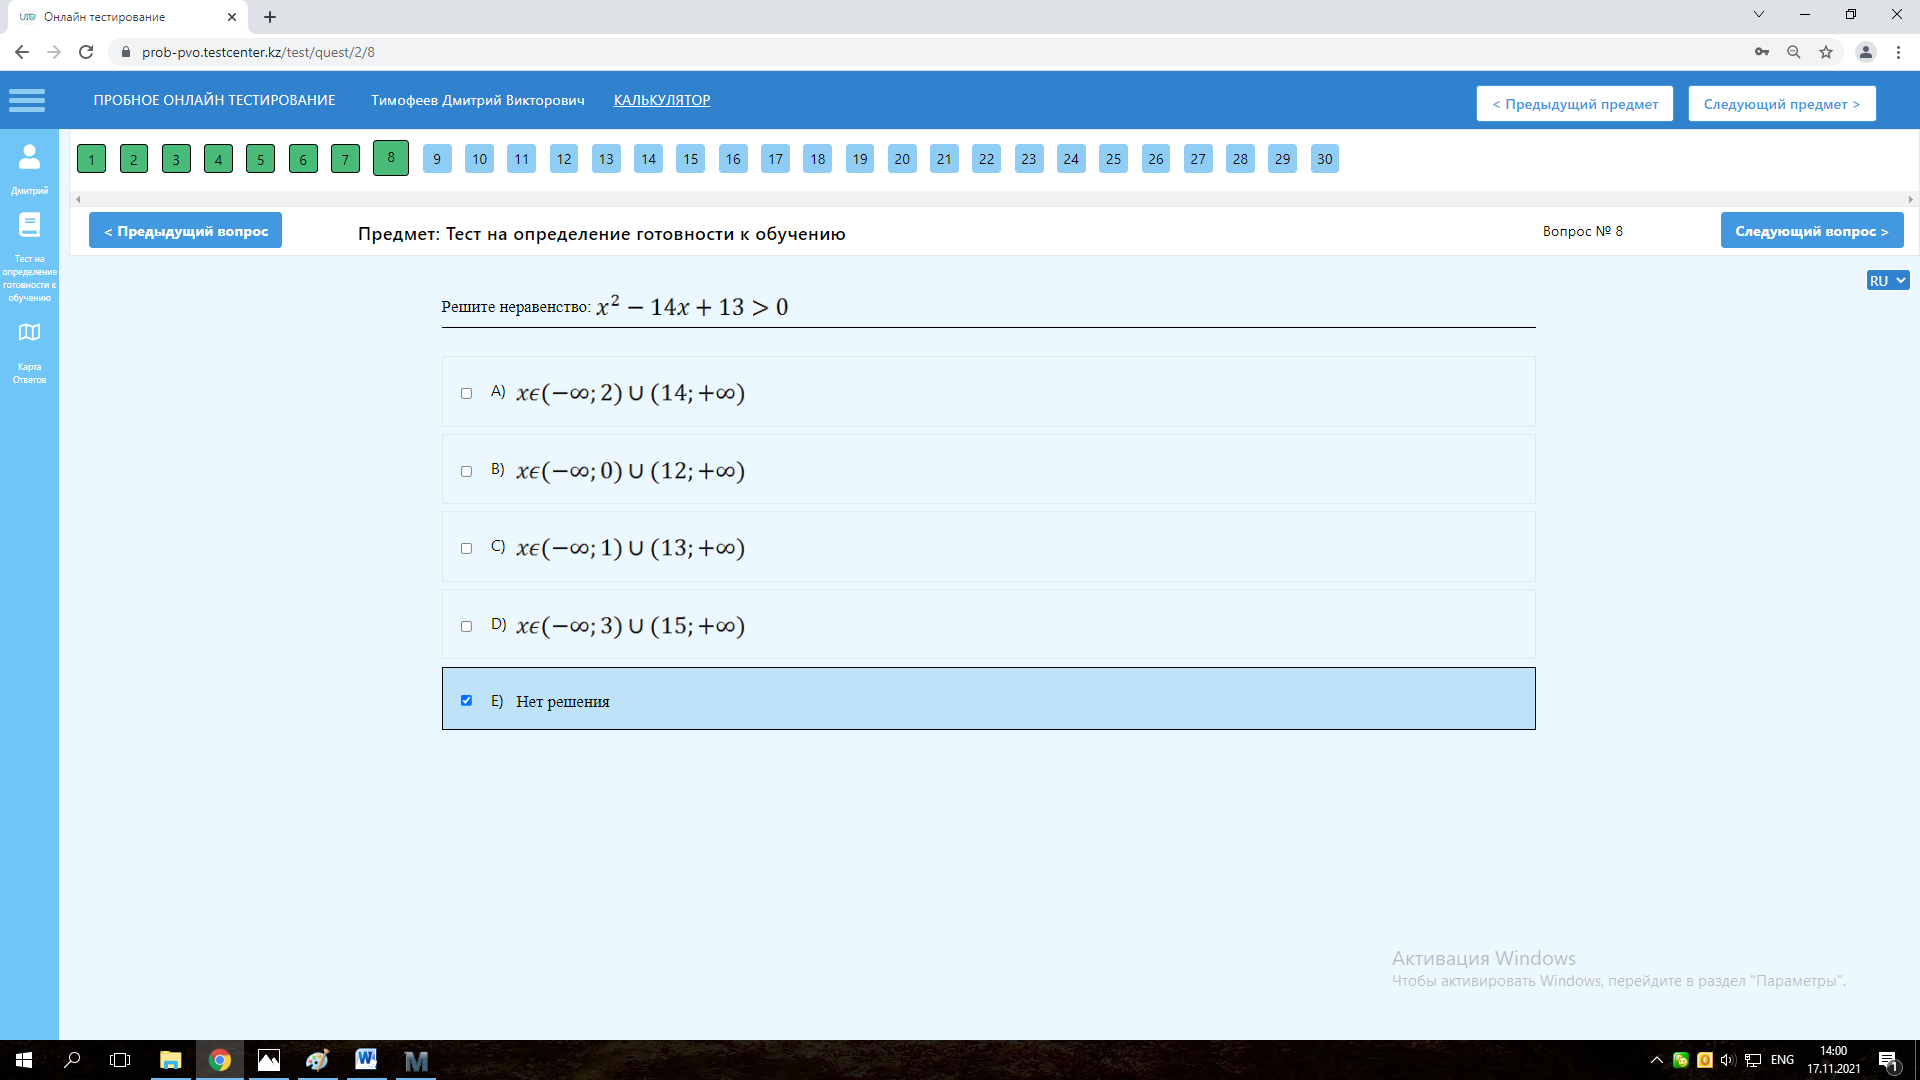 Онлайн тестирование
prob-pvo.testcenter.kz/test/quest/2/8
ПРОБНОЕ ОНЛАЙН ТЕСТИРОВАНИЕ Тимофеев Дмитрий Викторович КАЛЬКУЛЯТОР < Предыдущий предмет Следующий предмет >
1 2 3 4 5 6 7 8 9 10 11 12 13 14 15 16 17 18 19 20 21 22 23 24 25 26 27 28 29 30
Дмитрий
Тест на
определение
готовности к
обучению
Карта
Ответов
< Предыдущий вопрос Предмет: Тест на определение готовности к обучению Вопрос № 8 Следующий вопрос >
RU
Решите неравенство: x² − 14x + 13 > 0
A) xϵ(−∞; 2) ∪ (14; +∞)
B) xϵ(−∞; 0) ∪ (12; +∞)
C) xϵ(−∞; 1) ∪ (13; +∞)
D) xϵ(−∞; 3) ∪ (15; +∞)
E) Нет решения
Активация Windows
Чтобы активировать Windows, перейдите в раздел "Параметры".
ENG
14:00
17.11.2021
1